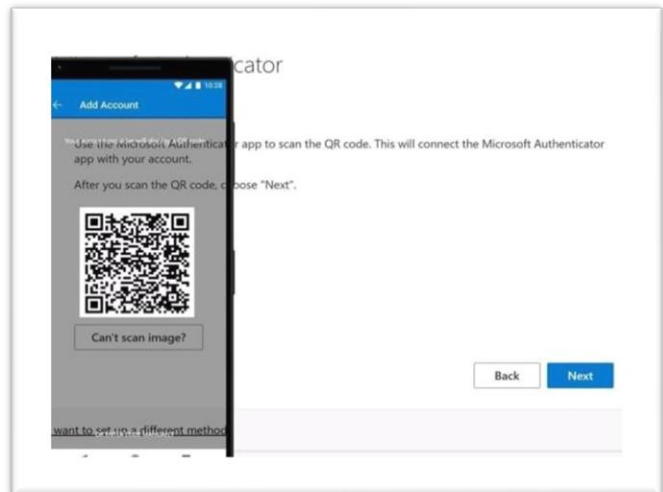 cator
10:28
Add Account
Use the Microsoft Authenticator app to scan the QR code. This will connect the Microsoft Authenticator
app with your account.
After you scan the QR code, choose "Next".
Can't scan image?
Back
Next
want to set up a different method